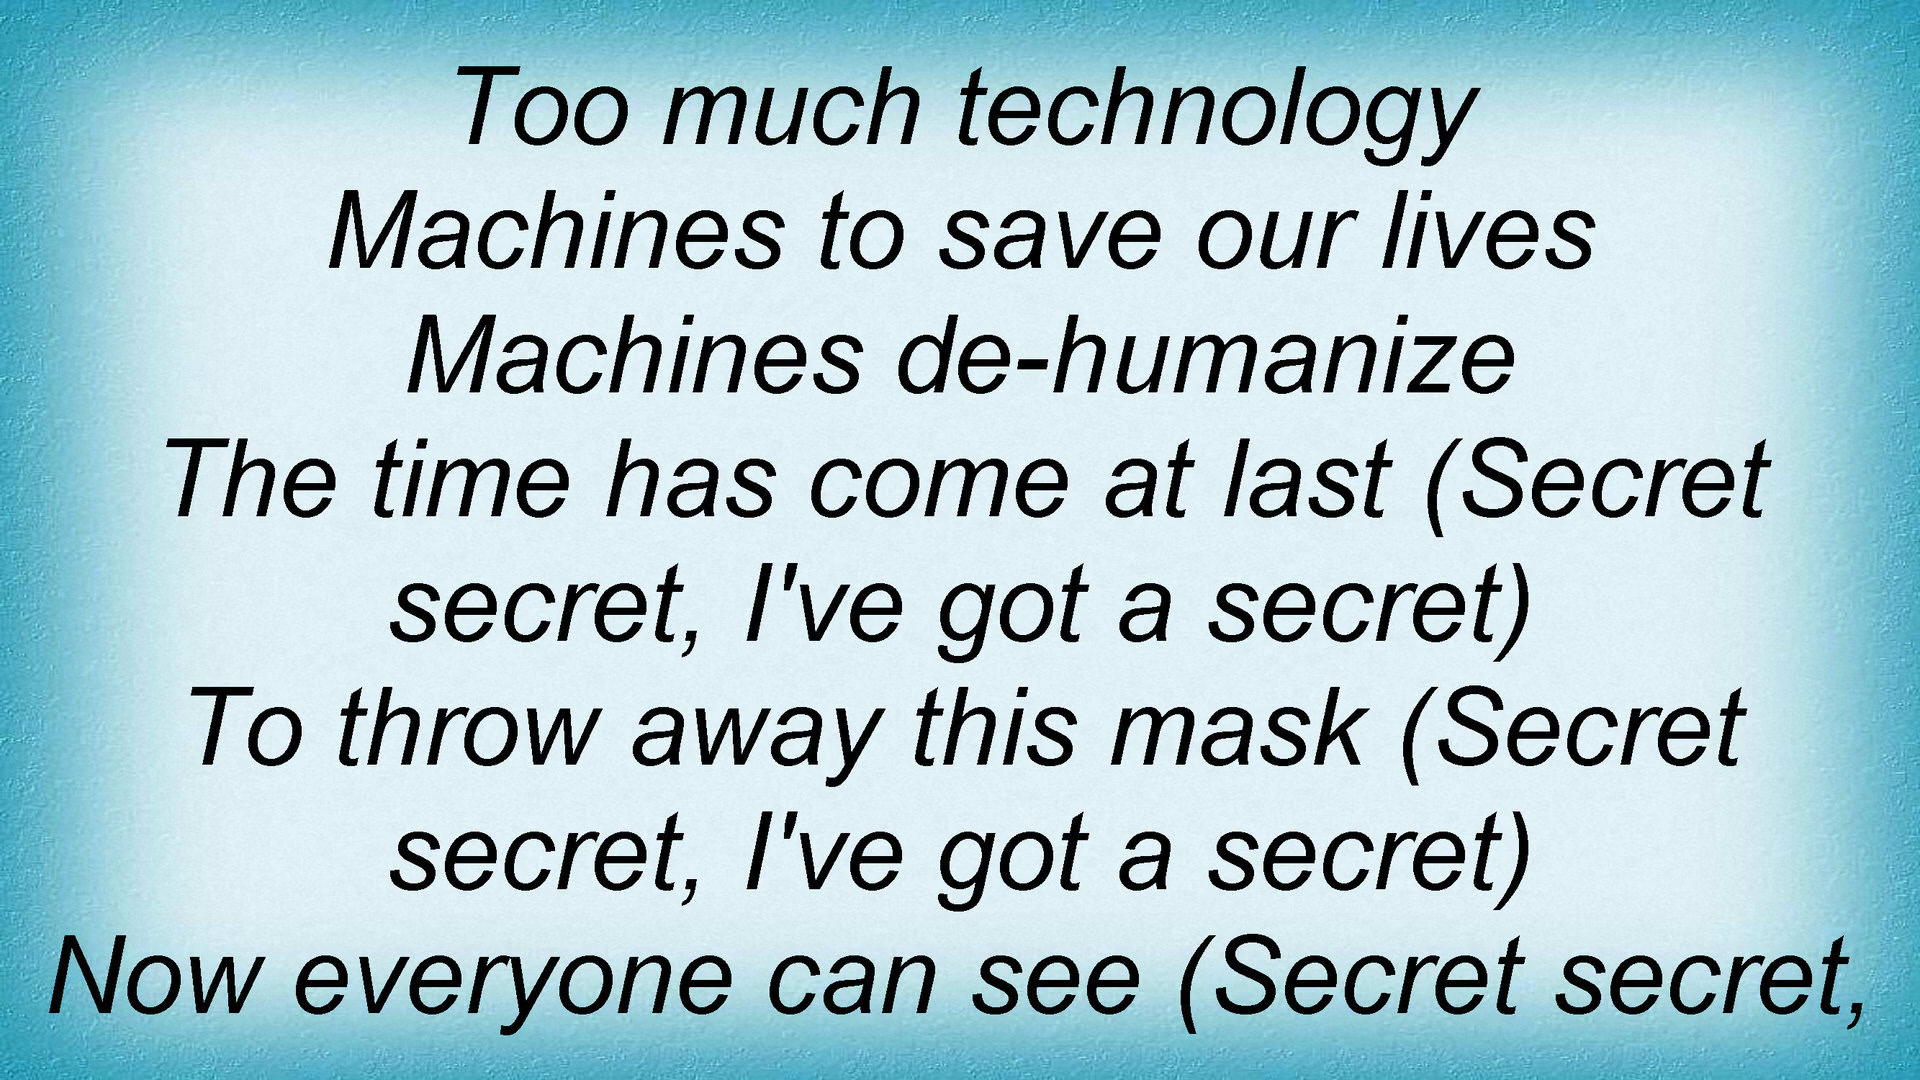 Too much technology
Machines to save our lives
Machines de-humanize
The time has come at last (Secret
secret, I've got a secret)
To throw away this mask (Secret
secret, I've got a secret)
Now everyone can see (Secret secret,